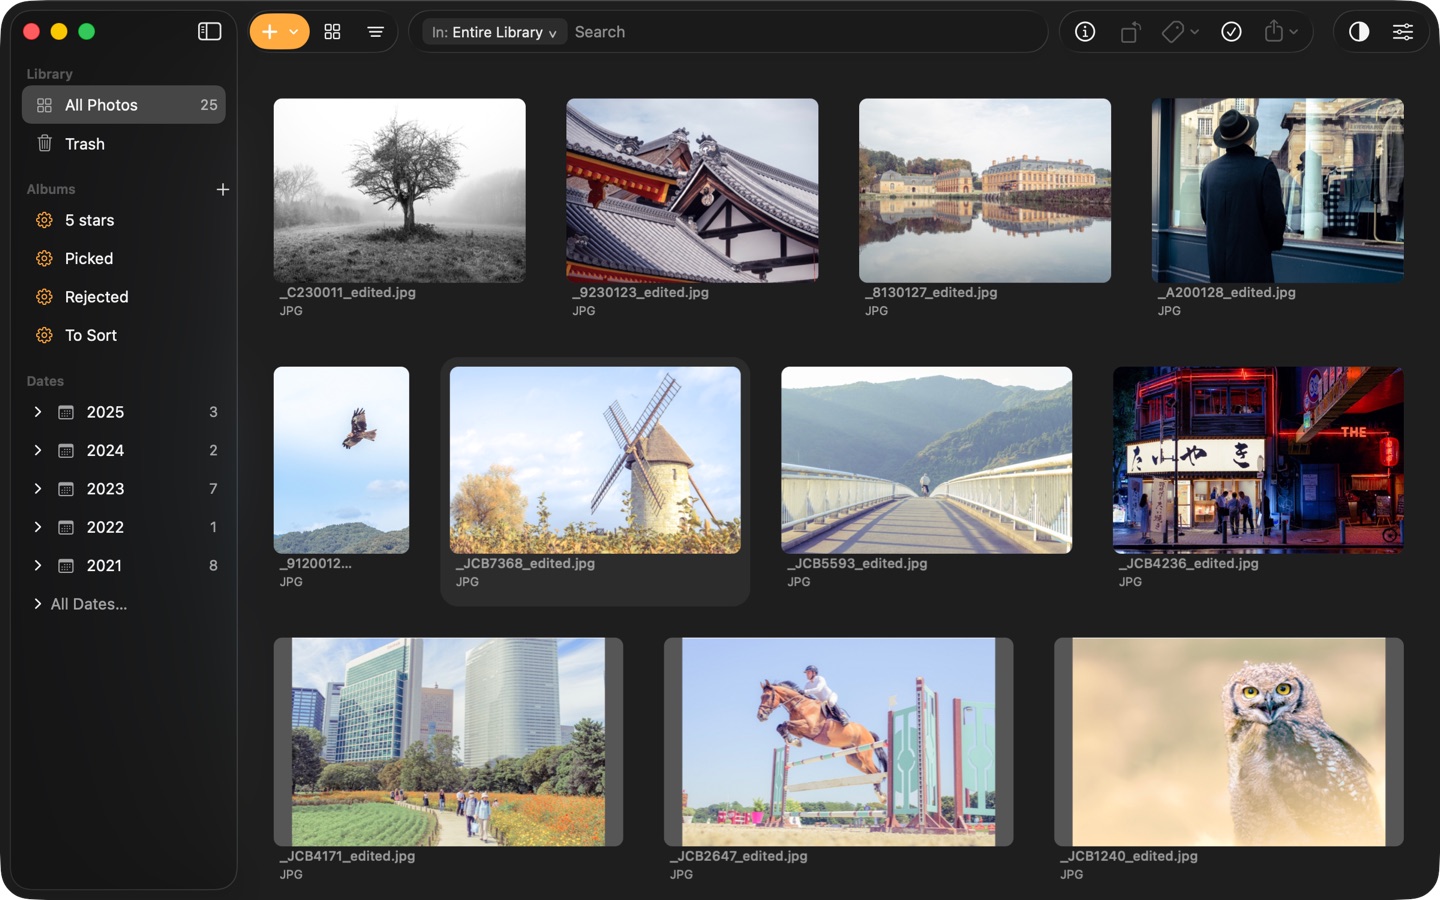 In: Entire Library
Search
Library
All Photos 25
Trash
Albums
5 stars
Picked
Rejected
To Sort
Dates
2025 3
2024 2
2023 7
2022 1
2021 8
All Dates...
_C230011_edited.jpg
JPG
_9230123_edited.jpg
JPG
_8130127_edited.jpg
JPG
_A200128_edited.jpg
JPG
_9120012...
JPG
_JCB7368_edited.jpg
JPG
_JCB5593_edited.jpg
JPG
THE
_JCB4236_edited.jpg
JPG
_JCB4171_edited.jpg
JPG
_JCB2647_edited.jpg
JPG
_JCB1240_edited.jpg
JPG